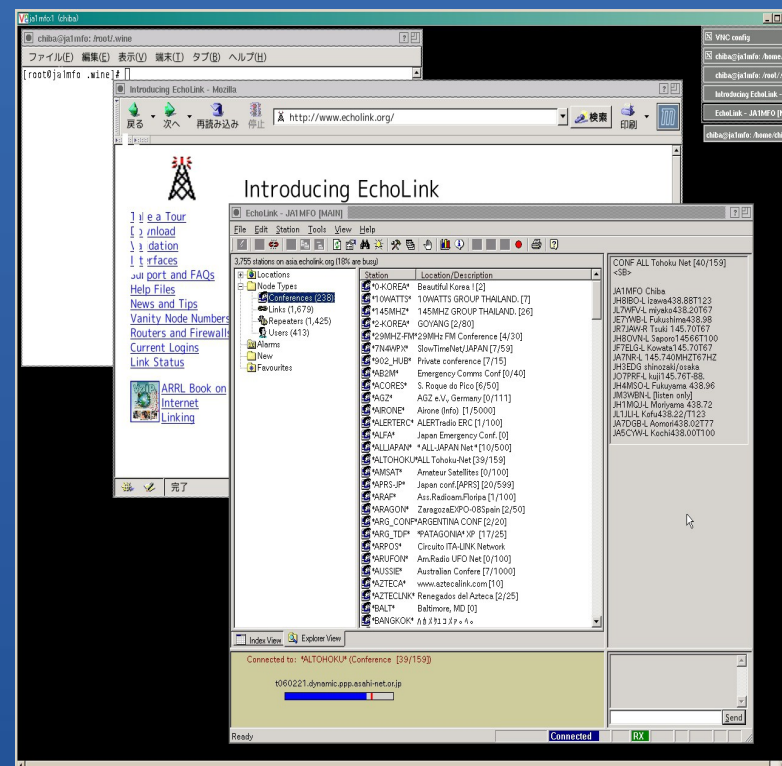 ja1mfo:1 (chiba)
chiba@ja1mfo: /root/.wine
ファイル(F) 編集(E) 表示(V) 端末(T) タブ(B) ヘルプ(H)
[root@ja1mfo .wine]#
VNC config
chiba@ja1mfo: /home.
chiba@ja1mfo: /root/.
Introducing EchoLink -
EchoLink - JA1MFO [M
chiba@ja1mfo: /home/chi
Introducing EchoLink - Mozilla
戻る 次へ 再読み込み 停止 http://www.echolink.org/ 検索 印刷
Introducing EchoLink
Take a Tour
Validation
Support and FAQs
Help Files
News and Tips
Vanity Node Numbers
Routers and Firewalls
Current Logins
Link Status
ARRL Book on
Internet
Linking
完了
EchoLink - JA1MFO [MAIN]
File Edit Station Tools View Help
3,755 stations on asia.echolink.org (18% are busy)
Locations
Node Types
Conferences (238)
Links (1,679)
Repeaters (1,425)
Users (413)
Alarms
New
Favourites
Station Location/Description
*0-KOREA* Beautiful Korea ! [2]
*10WATTS* 10WATTS GROUP THAILAND. [7]
*145MHZ* 145MHZ GROUP THAILAND. [26]
*2-KOREA* GOYANG [2/80]
*29MHZ-FM* 29MHz FM Conference [4/30]
*7N4WPX* SlowTimeNet/JAPAN [7/59]
*902_HUB* Private conference [7/15]
*AB2M* Emergency Comms Conf [0/40]
*ACORES* S. Roque do Pico [6/50]
*AGZ* AGZ e.V., Germany [0/111]
*AIRONE* Airone (Info) [1/5000]
*ALERTERC* ALERTradio ERC [1/100]
*ALFA* Japan Emergency Conf. [0]
*ALLJAPAN* "ALL-JAPAN Net" [10/500]
*ALTOHOKU* ALL Tohoku-Net [39/159]
*AMSAT* Amateur Satellites [0/100]
*APRS-JP* Japan conf.[APRS] [20/599]
*ARAF* Ass.Radioam.Floripa [1/100]
*ARAGON* ZaragozaEXPO-08Spain [2/50]
*ARG_CONF* ARGENTINA CONF [2/20]
*ARG_TDF* *PATAGONIA* XP [17/25]
*ARPOS* Circuito ITA-LINK Network
*ARUFON* Am.Radio UFO Net [0/100]
*AUSSIE* Australian Confere [7/1000]
*AZTECA* www.aztecalink.com [10]
*AZTECLNK* Renegados del Azteca [2/25]
*BALT* Baltimore, MD [0]
*BANGKOK*
Index View Explorer View
CONF ALL Tohoku Net [40/159]
<SB>
JA1MFO Chiba
JH8IBO-L Izawa438.88T123
JL7WFV-L miyako438.20T67
JE7YWB-L Fukushima438.98
JR7JAW-R Tsuki 145.70T67
JH8OVN-L Saporo14566T100
JF7ELG-L Kowata145.70T67
JA7NR-L 145.740MHZT67HZ
JH3EDG shinozaki/osaka
JO7PRF-L kuji145.76T-88.
JH4MSO-L Fukuyama 438.96
JM3WBN-L [listen only]
JH1MQJ-L Moriyama 438.72
JL1JLI-L Kofu438.22/T123
JA7DGB-L Aomori438.02T77
JA5CYW-L Kochi438.00T100
Connected to: *ALTOHOKU* (Conference [39/159])
t060221.dynamic.ppp.asahi-net.or.jp
Send
Ready Connected RX